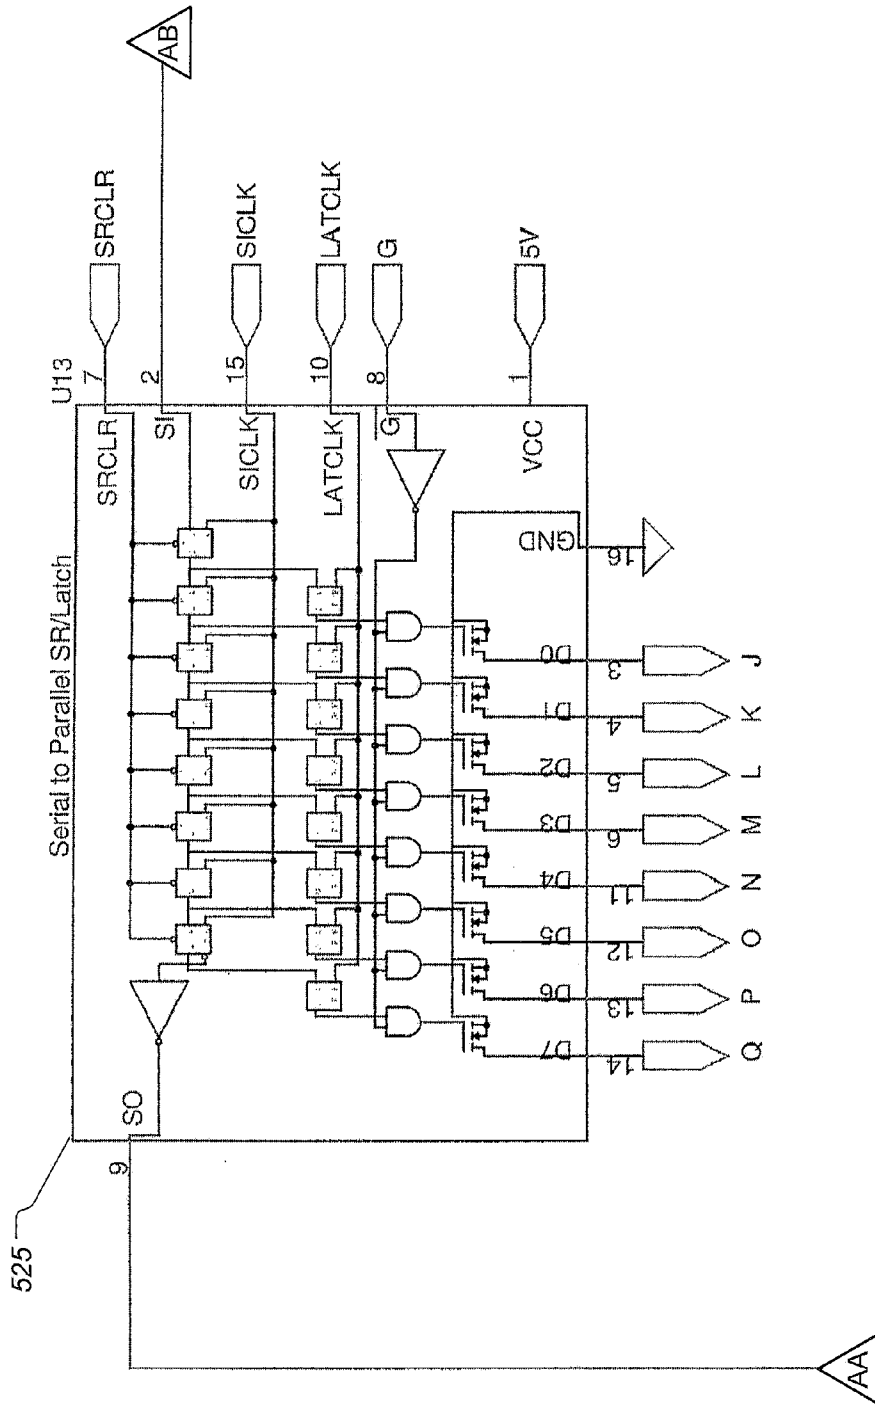 AB
SRCLR
SICLK
LATCLK
G
5V
U13
7
2
15
10
8
1
SRCLR
SI
SICLK
LATCLK
G
VCC
Serial to Parallel SR/Latch
GND
16
D0
3
J
D1
4
K
D2
5
L
D3
6
M
D4
11
N
D5
12
O
D6
13
P
D7
14
Q
SO
9
525
AA